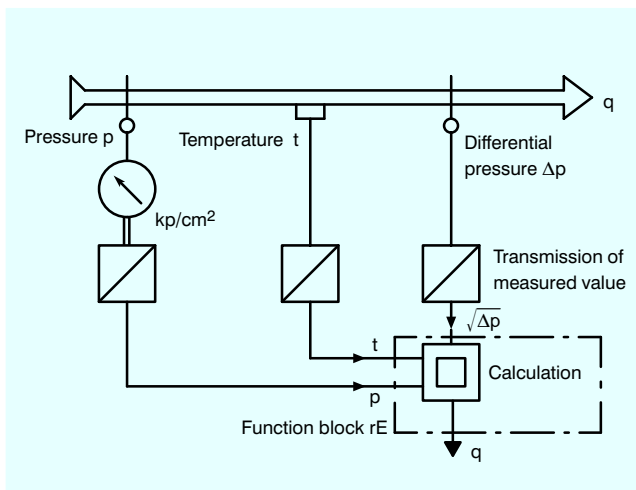 q
Pressure p
Temperature t
Differential
pressure Δp
kp/cm²
Transmission of
measured value
√Δp
t
Calculation
p
Function block rE
q